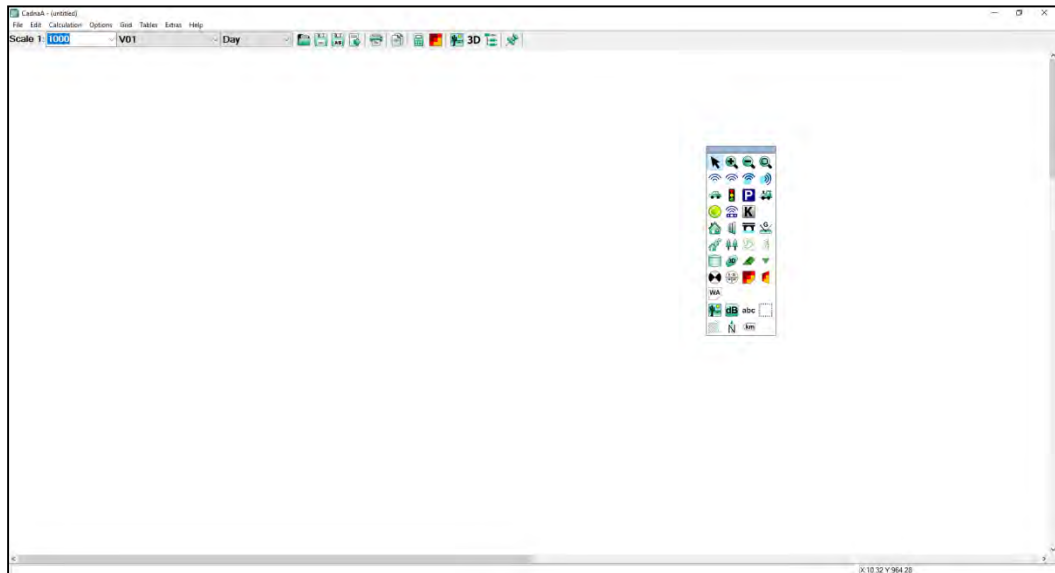 CadnaA - (untitled)
File Edit Calculation Options Grid Tables Extras Help
Scale 1: 1000 V01 Day 3D
P
K
G
3D
WA
dB abc
N km
X:10.32 Y:964.28